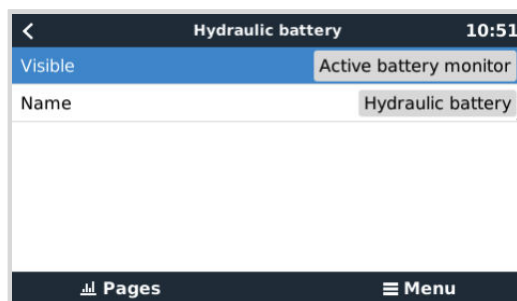 Hydraulic battery 10:51
Visible Active battery monitor
Name Hydraulic battery
Pages Menu